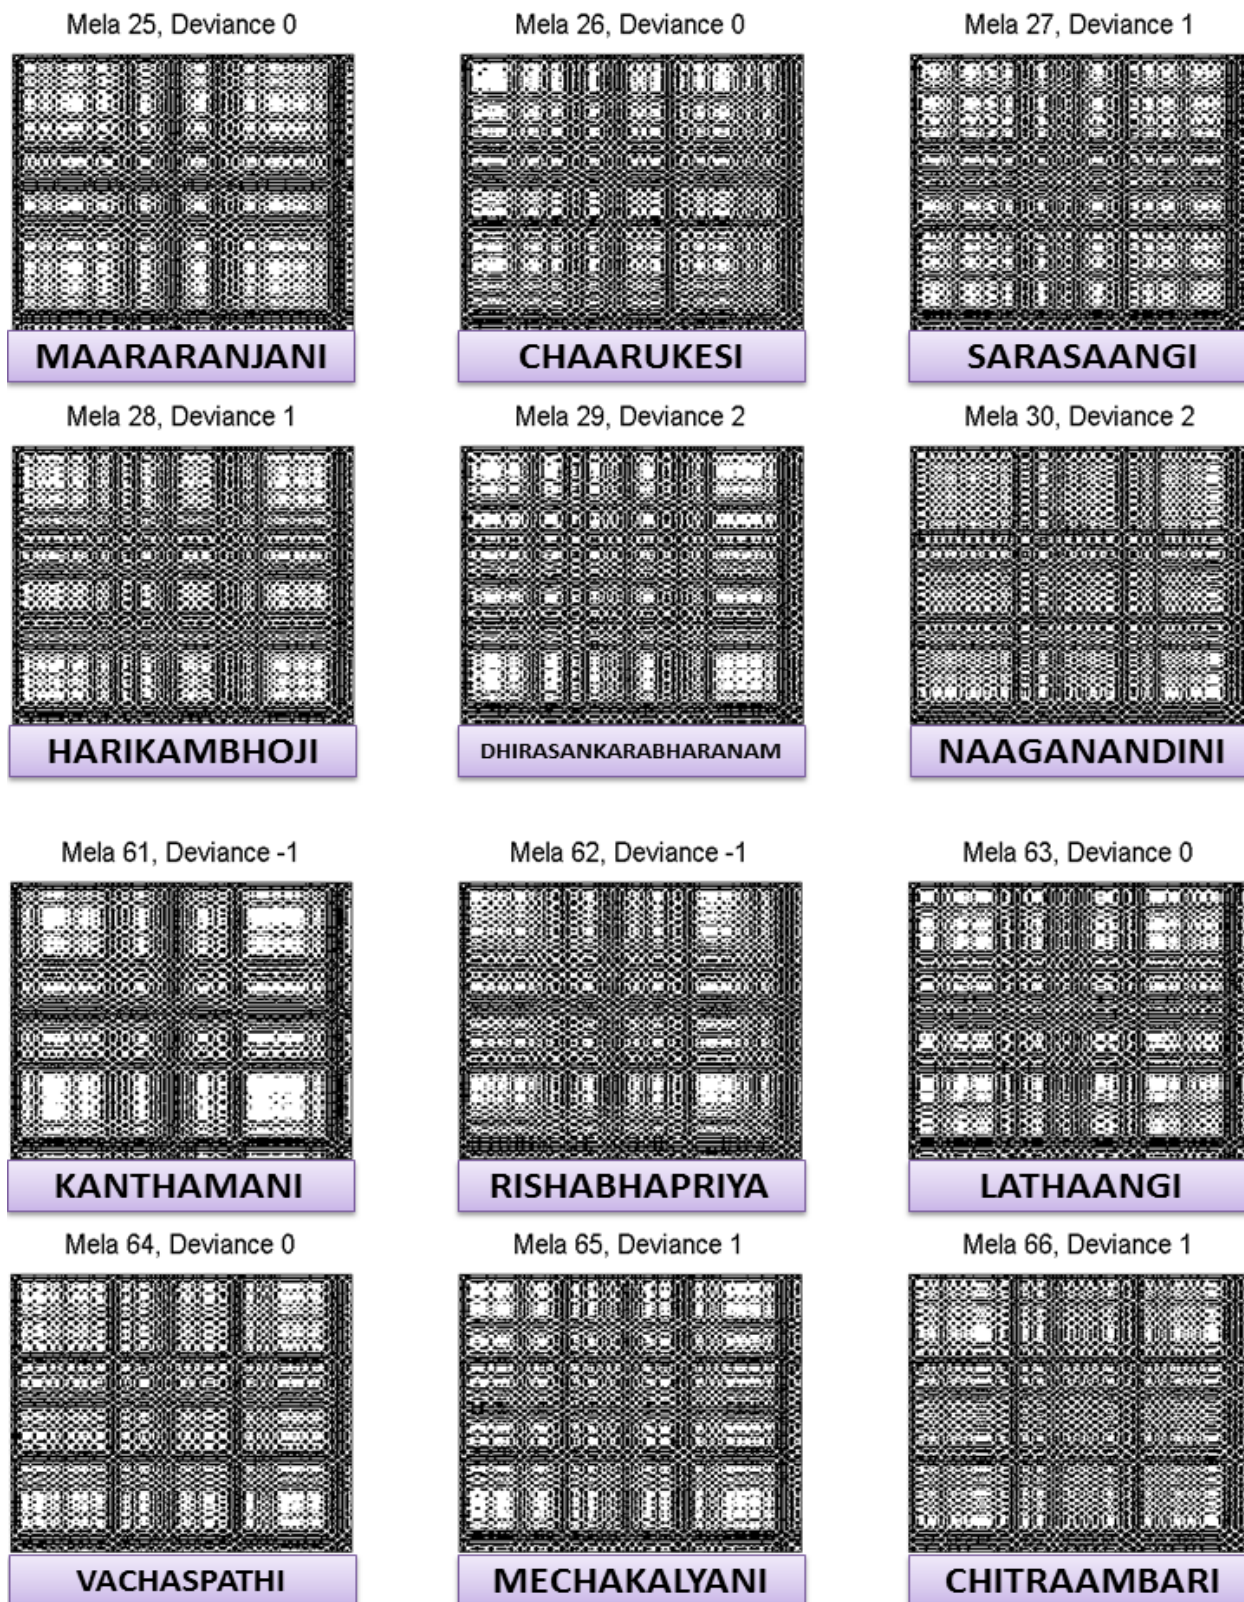 Mela 25, Deviance 0
Mela 26, Deviance 0
Mela 27, Deviance 1
MAARARANJANI
CHAARUKESI
SARASAANGI
Mela 28, Deviance 1
Mela 29, Deviance 2
Mela 30, Deviance 2
HARIKAMBHOJI
DHIRASANKARABHARANAM
NAAGANANDINI
Mela 61, Deviance -1
Mela 62, Deviance -1
Mela 63, Deviance 0
KANTHAMANI
RISHABHAPRIYA
LATHAANGI
Mela 64, Deviance 0
Mela 65, Deviance 1
Mela 66, Deviance 1
VACHASPATHI
MECHAKALYANI
CHITRAAMBARI